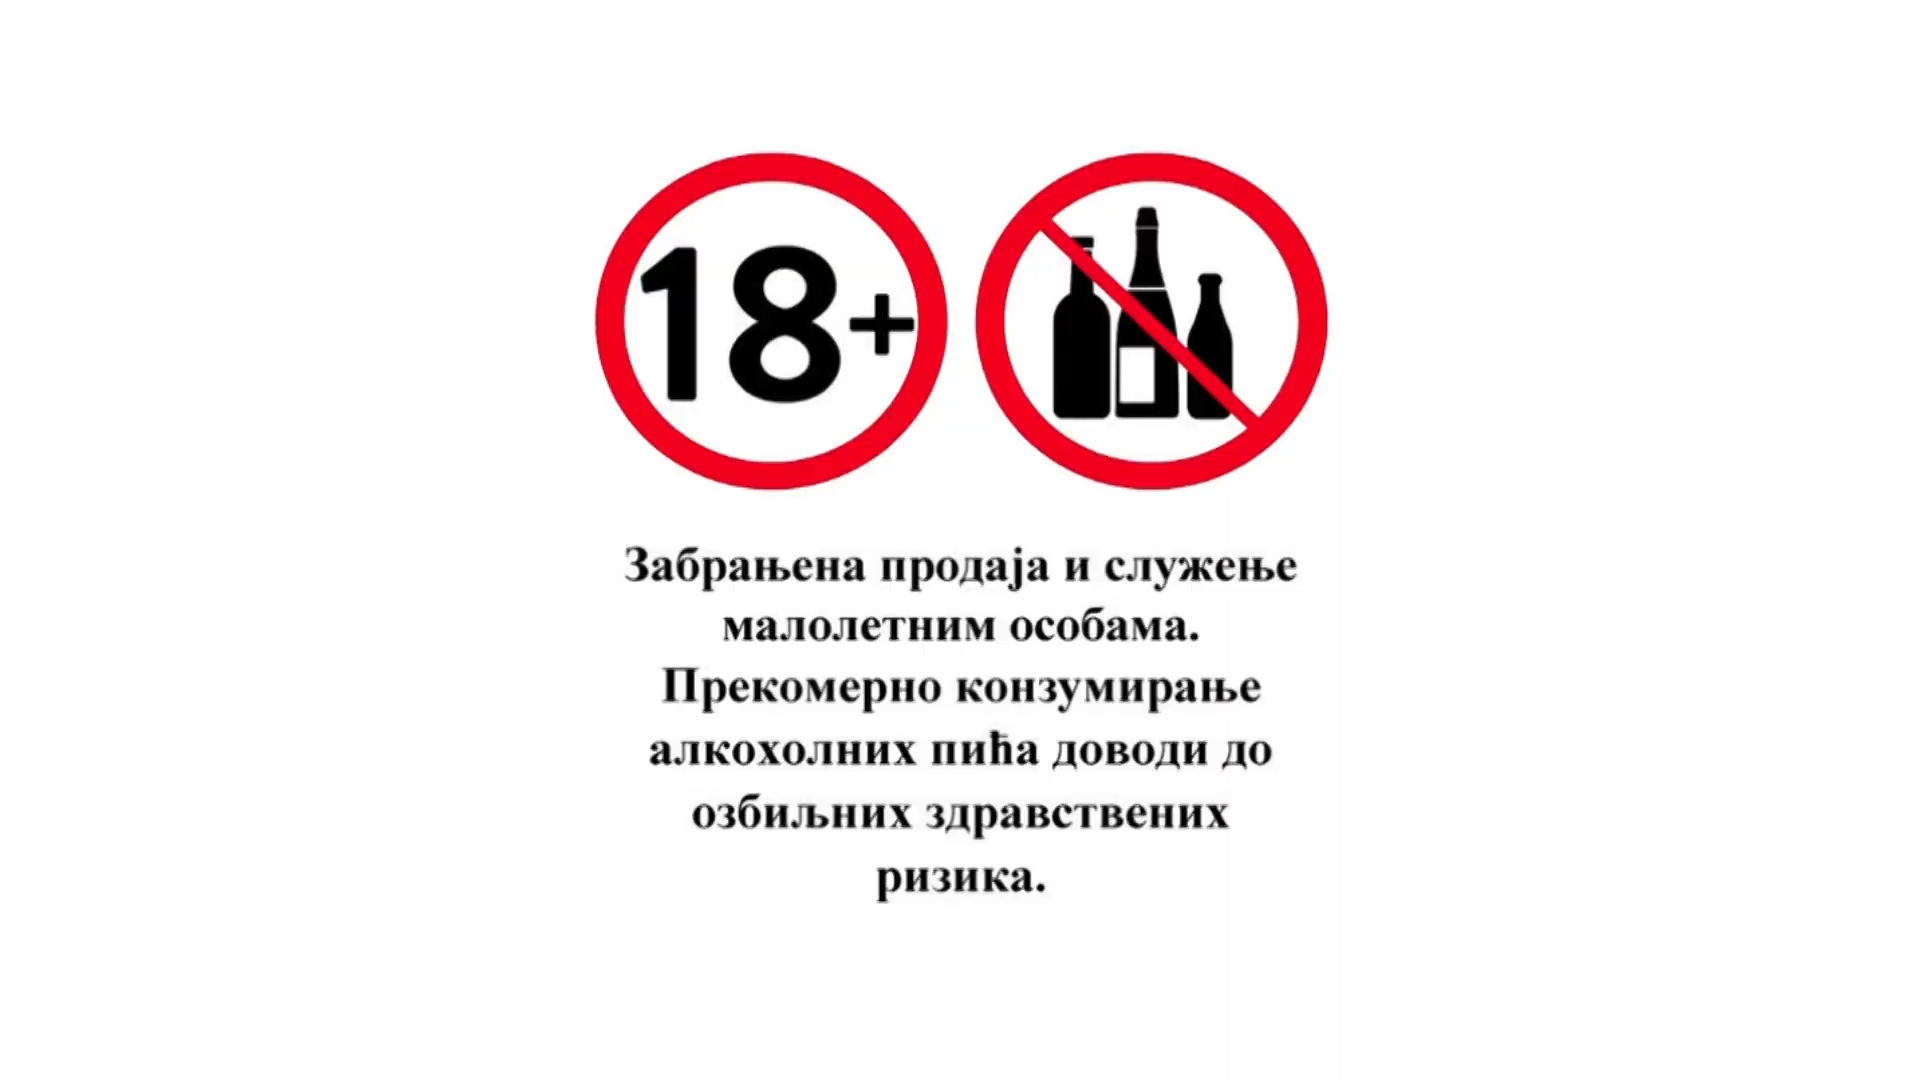 18+
Забрањена продаја и служење
малолетним особама.
Прекомерно конзумирање
алкохолних пића доводи до
озбиљних здравствених
ризика.